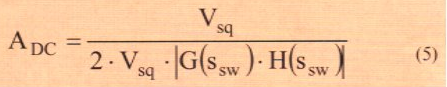 A_DC = V_sq / (2 · V_sq · |G(s_sw) · H(s_sw)|) (5)